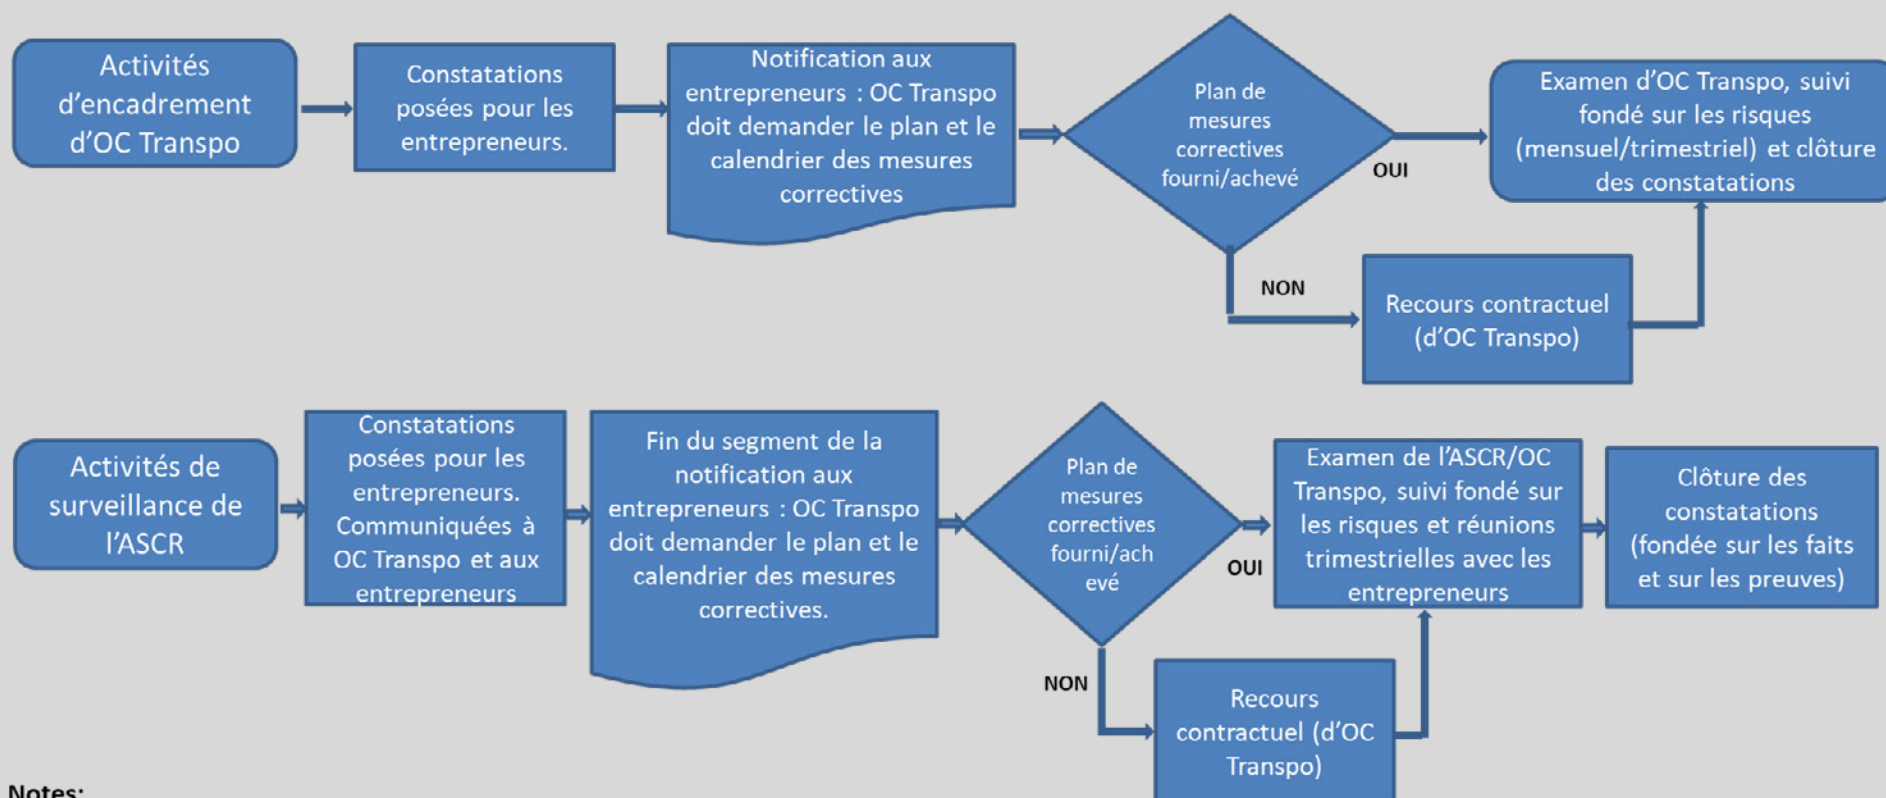 Activités
d'encadrement
d'OC Transpo
Constatations
posées pour les
entrepreneurs.
Notification aux
entrepreneurs : OC Transpo
doit demander le plan et le
calendrier des mesures
correctives
Plan de
mesures
correctives
fourni/achevé
OUI
Examen d'OC Transpo, suivi
fondé sur les risques
(mensuel/trimestriel) et clôture
des constatations
NON
Recours contractuel
(d'OC Transpo)
Activités de
surveillance de
l'ASCR
Constatations
posées pour les
entrepreneurs.
Communiquées à
OC Transpo et aux
entrepreneurs
Fin du segment de la
notification aux
entrepreneurs : OC Transpo
doit demander le plan et le
calendrier des mesures
correctives.
Plan de
mesures
correctives
fourni/ach
evé
OUI
Examen de l'ASCR/OC
Transpo, suivi fondé sur
les risques et réunions
trimestrielles avec les
entrepreneurs
Clôture des
constatations
(fondée sur les faits
et sur les preuves)
NON
Recours
contractuel (d'OC
Transpo)
Notes: